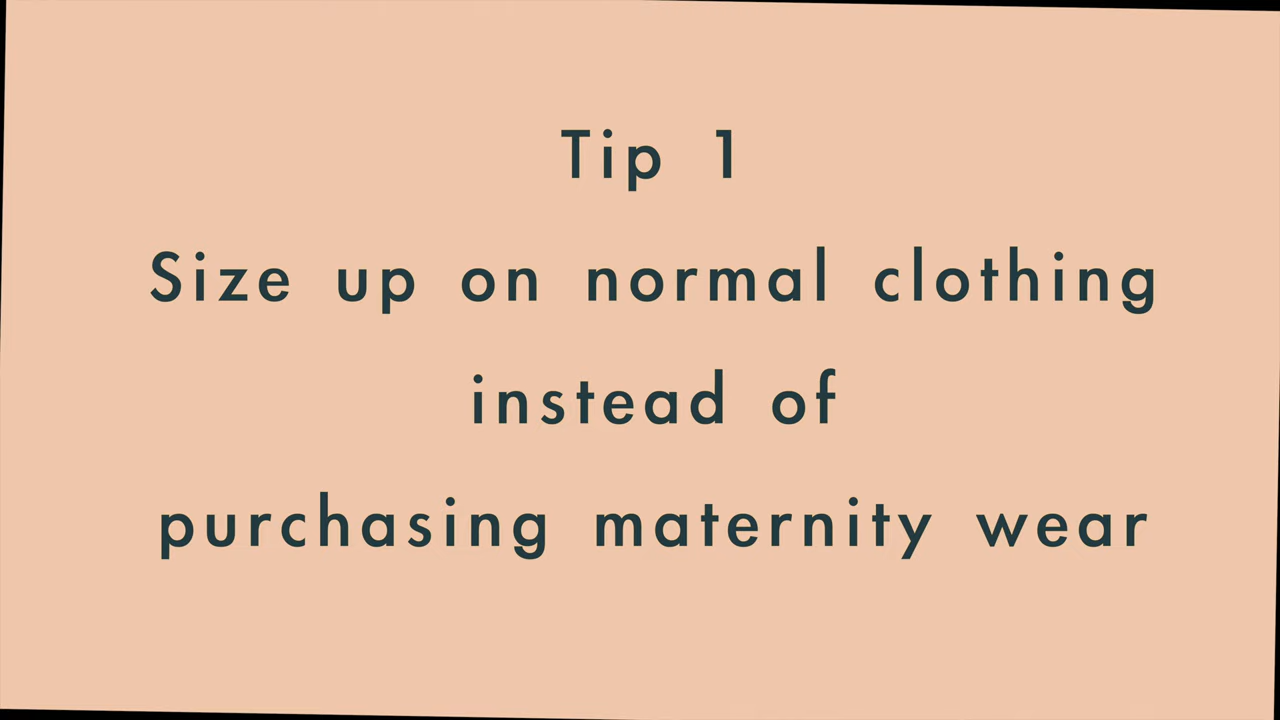 Tip 1
Size up on normal clothing
instead of
purchasing maternity wear